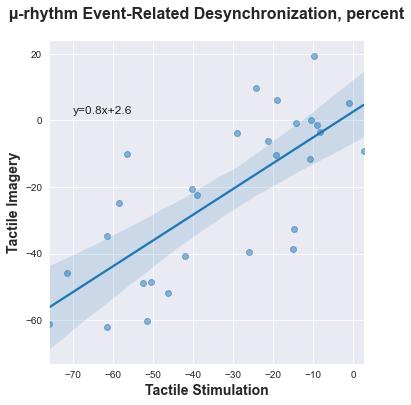 μ-rhythm Event-Related Desynchronization, percent
20
0
−20
−40
−60
y=0.8x+2.6
Tactile Imagery
−70 −60 −50 −40 −30 −20 −10 0
Tactile Stimulation